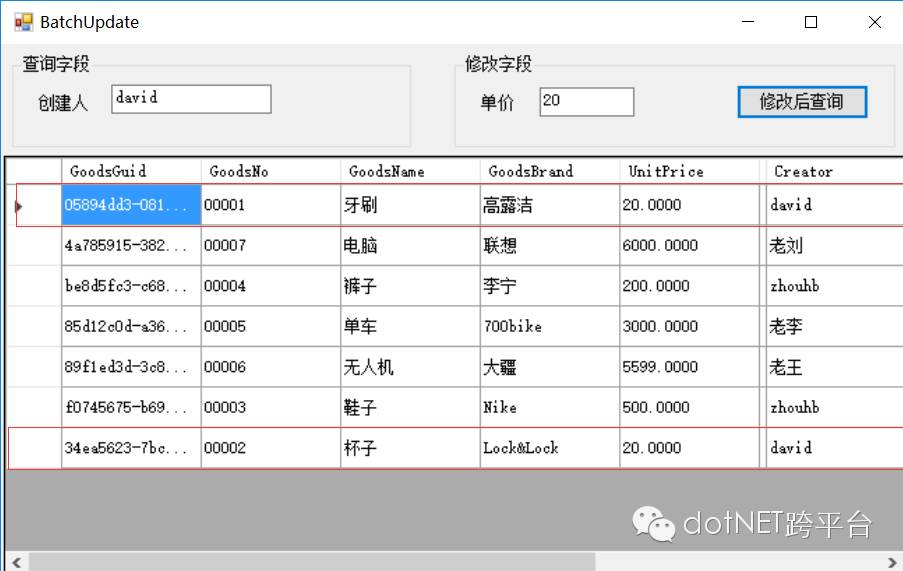 BatchUpdate
查询字段
创建人 david
修改字段
单价 20 修改后查询
GoodsGuid GoodsNo GoodsName GoodsBrand UnitPrice Creator
05894dd3-081... 00001 牙刷 高露洁 20.0000 david
4a785915-382... 00007 电脑 联想 6000.0000 老刘
be8d5fc3-c68... 00004 裤子 李宁 200.0000 zhouhb
85d12c0d-a36... 00005 单车 700bike 3000.0000 老李
89f1ed3d-3c8... 00006 无人机 大疆 5599.0000 老王
f0745675-b69... 00003 鞋子 Nike 500.0000 zhouhb
34ea5623-7bc... 00002 杯子 Lock&Lock 20.0000 david
dotNET跨平台